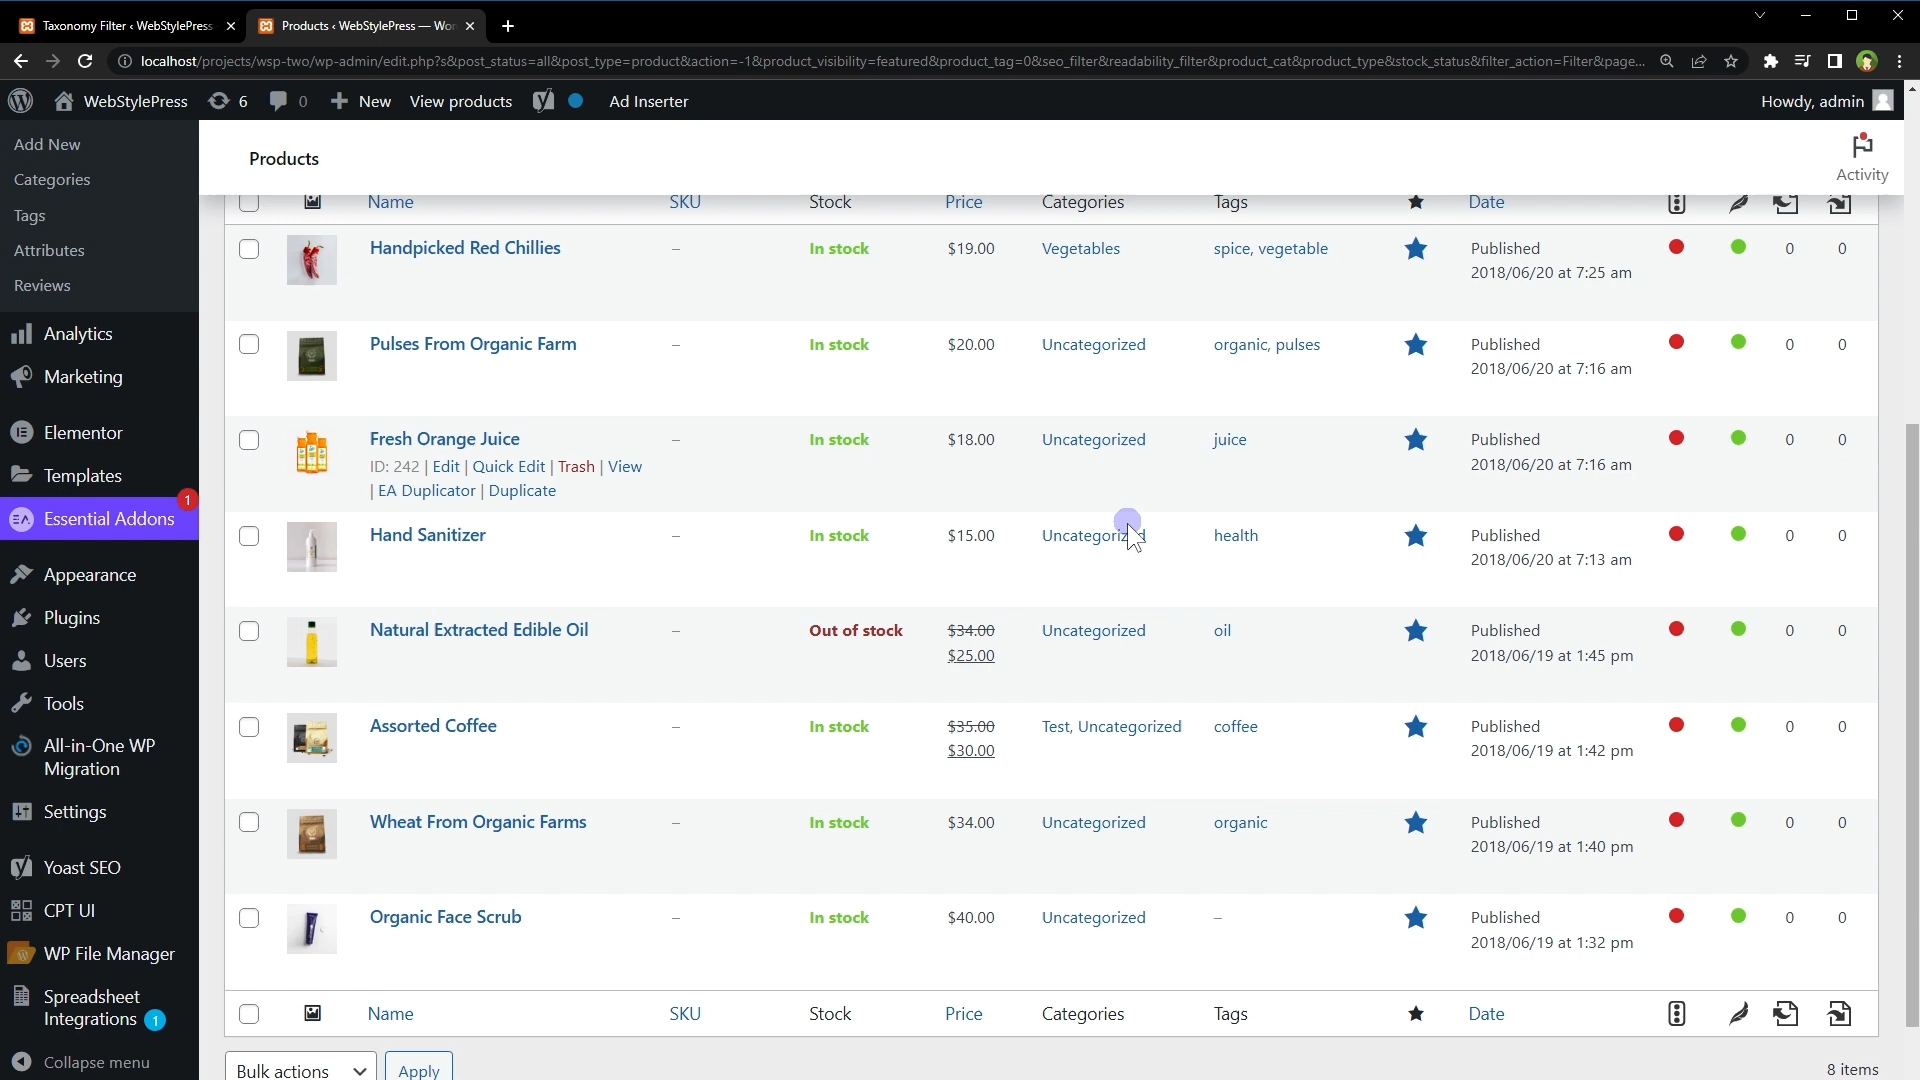 Taxonomy Filter ‹ WebStylePress
Products ‹ WebStylePress — Wor
localhost/projects/wsp-two/wp-admin/edit.php?s&post_status=all&post_type=product&action=-1&product_visibility=featured&product_tag=0&seo_filter&readability_filter&product_cat&product_type&stock_status&filter_action=Filter&page...
WebStylePress 6 0 New View products Ad Inserter Howdy, admin
Add New
Categories
Tags
Attributes
Reviews
Analytics
Marketing
Elementor
Templates
Essential Addons 1
Appearance
Plugins
Users
Tools
All-in-One WP
Migration
Settings
Yoast SEO
CPT UI
WP File Manager
Spreadsheet
Integrations 1
Collapse menu
Products
Activity
Name SKU Stock Price Categories Tags Date
Handpicked Red Chillies – In stock $19.00 Vegetables spice, vegetable Published 0 0
2018/06/20 at 7:25 am
Pulses From Organic Farm – In stock $20.00 Uncategorized organic, pulses Published 0 0
2018/06/20 at 7:16 am
Fresh Orange Juice – In stock $18.00 Uncategorized juice Published 0 0
ID: 242 | Edit | Quick Edit | Trash | View 2018/06/20 at 7:16 am
| EA Duplicator | Duplicate
Hand Sanitizer – In stock $15.00 Uncategorized health Published 0 0
2018/06/20 at 7:13 am
Natural Extracted Edible Oil – Out of stock $34.00 Uncategorized oil Published 0 0
$25.00 2018/06/19 at 1:45 pm
Assorted Coffee – In stock $35.00 Test, Uncategorized coffee Published 0 0
$30.00 2018/06/19 at 1:42 pm
Wheat From Organic Farms – In stock $34.00 Uncategorized organic Published 0 0
2018/06/19 at 1:40 pm
Organic Face Scrub – In stock $40.00 Uncategorized – Published 0 0
2018/06/19 at 1:32 pm
Name SKU Stock Price Categories Tags Date
Bulk actions Apply 8 items